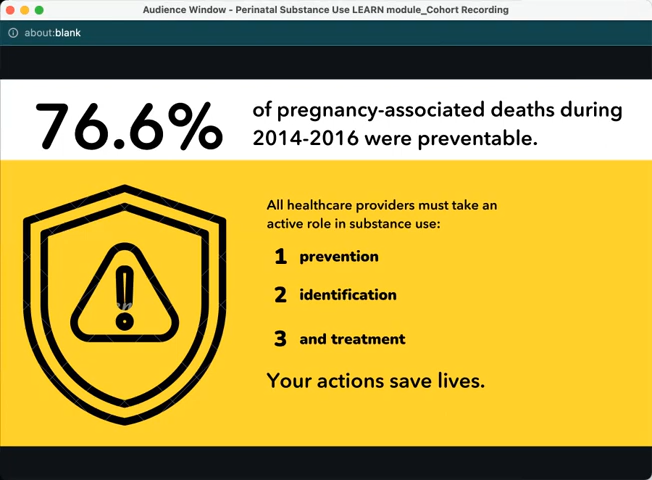 Audience Window - Perinatal Substance Use LEARN module_Cohort Recording
about:blank
76.6%
of pregnancy-associated deaths during
2014-2016 were preventable.
All healthcare providers must take an
active role in substance use:
1 prevention
2 identification
3 and treatment
Your actions save lives.